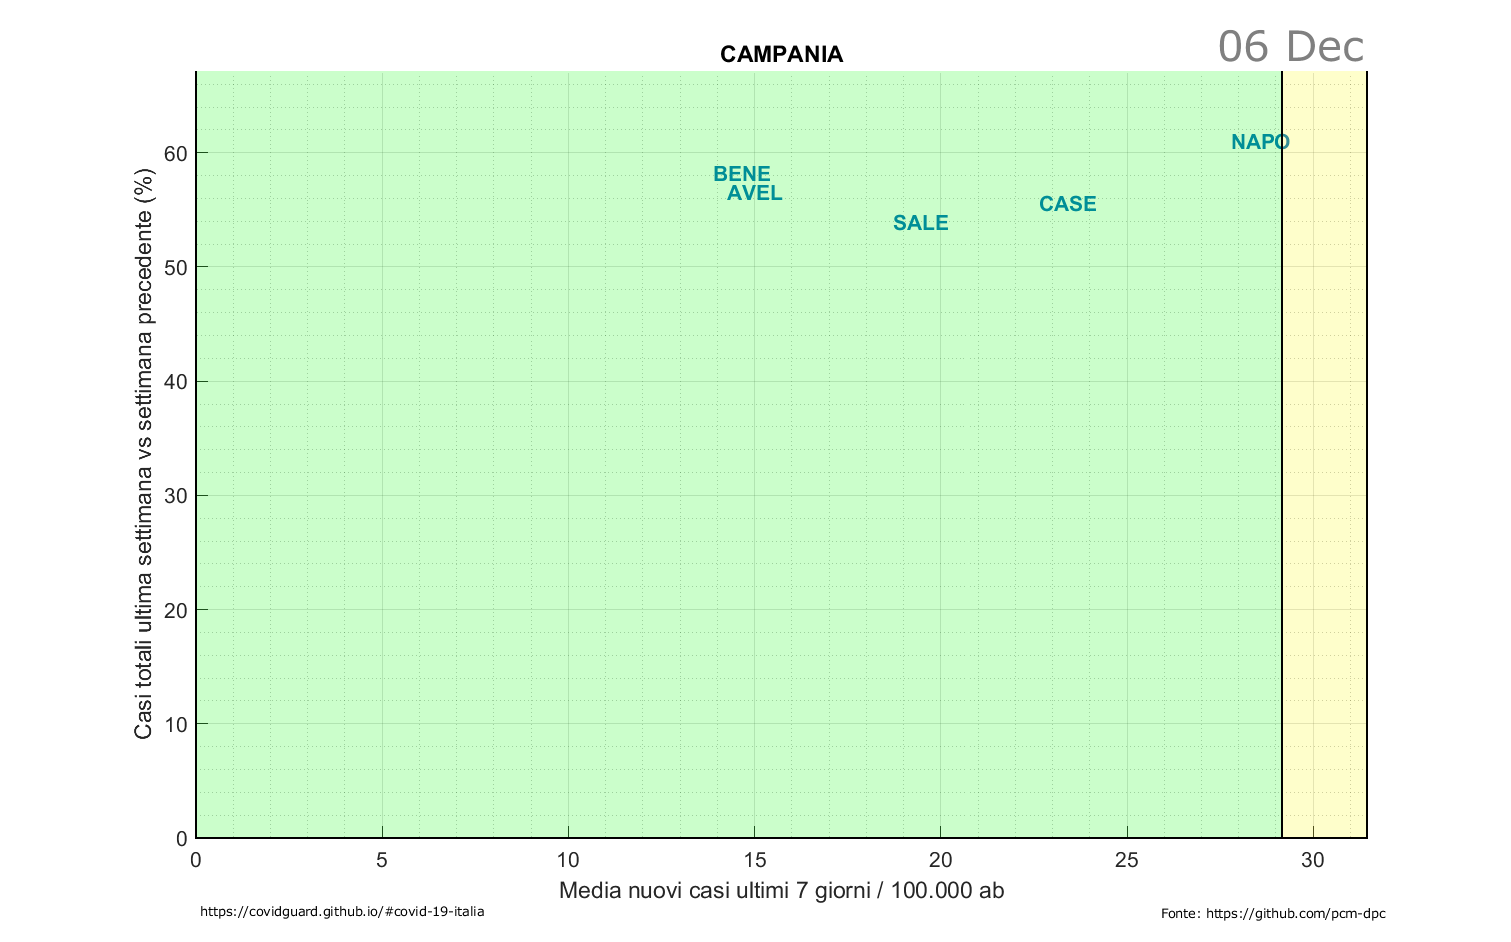 06 Dec
CAMPANIA
Casi totali ultima settimana vs settimana precedente (%)
60
50
40
30
20
10
0
NAPO
BENE
AVEL
CASE
SALE
0 5 10 15 20 25 30
Media nuovi casi ultimi 7 giorni / 100.000 ab
https://covidguard.github.io/#covid-19-italia
Fonte: https://github.com/pcm-dpc